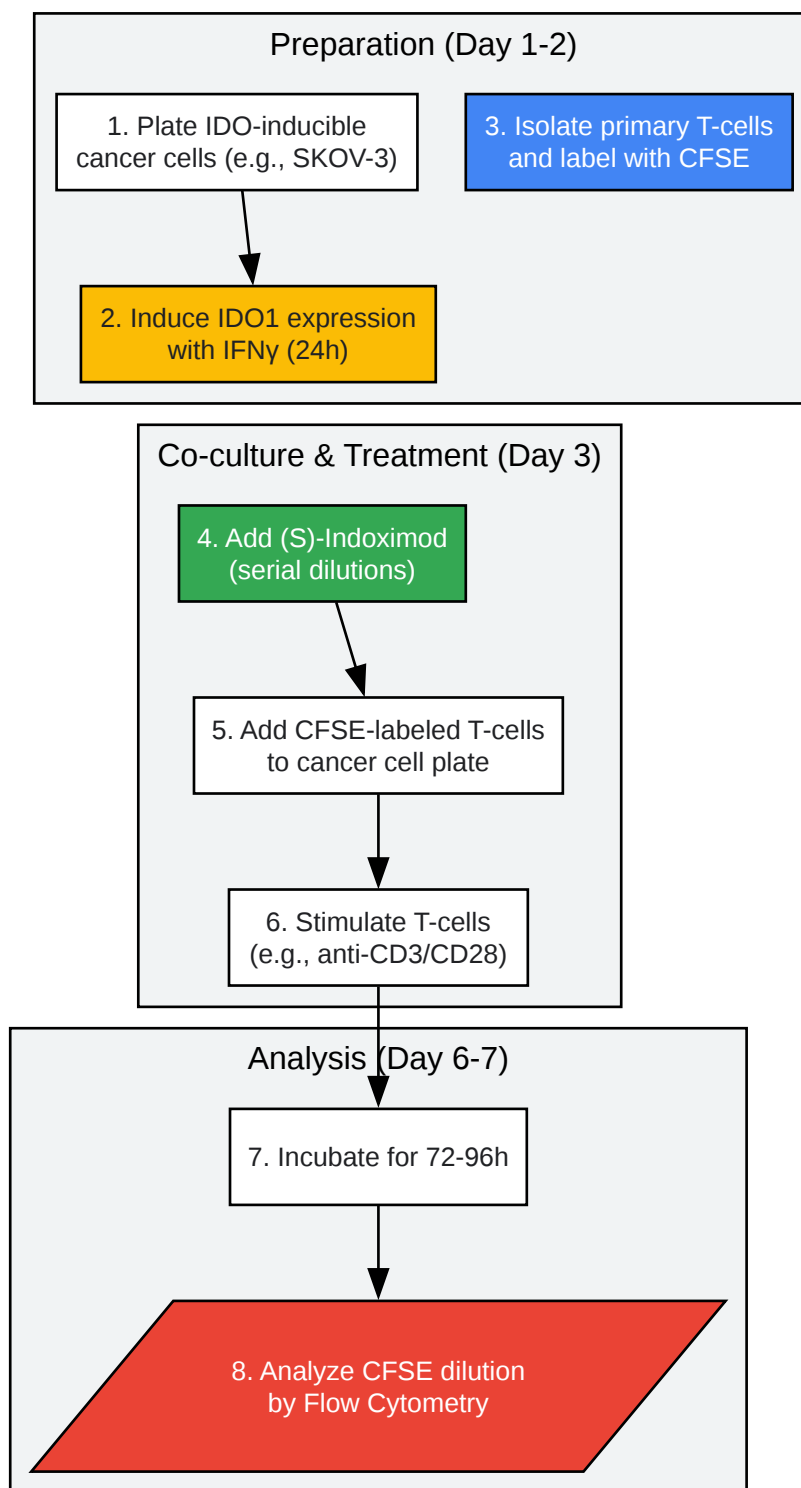 Preparation (Day 1-2)
1. Plate IDO-inducible
cancer cells (e.g., SKOV-3)
3. Isolate primary T-cells
and label with CFSE
2. Induce IDO1 expression
with IFNγ (24h)
Co-culture & Treatment (Day 3)
4. Add (S)-Indoximod
(serial dilutions)
5. Add CFSE-labeled T-cells
to cancer cell plate
6. Stimulate T-cells
(e.g., anti-CD3/CD28)
Analysis (Day 6-7)
7. Incubate for 72-96h
8. Analyze CFSE dilution
by Flow Cytometry